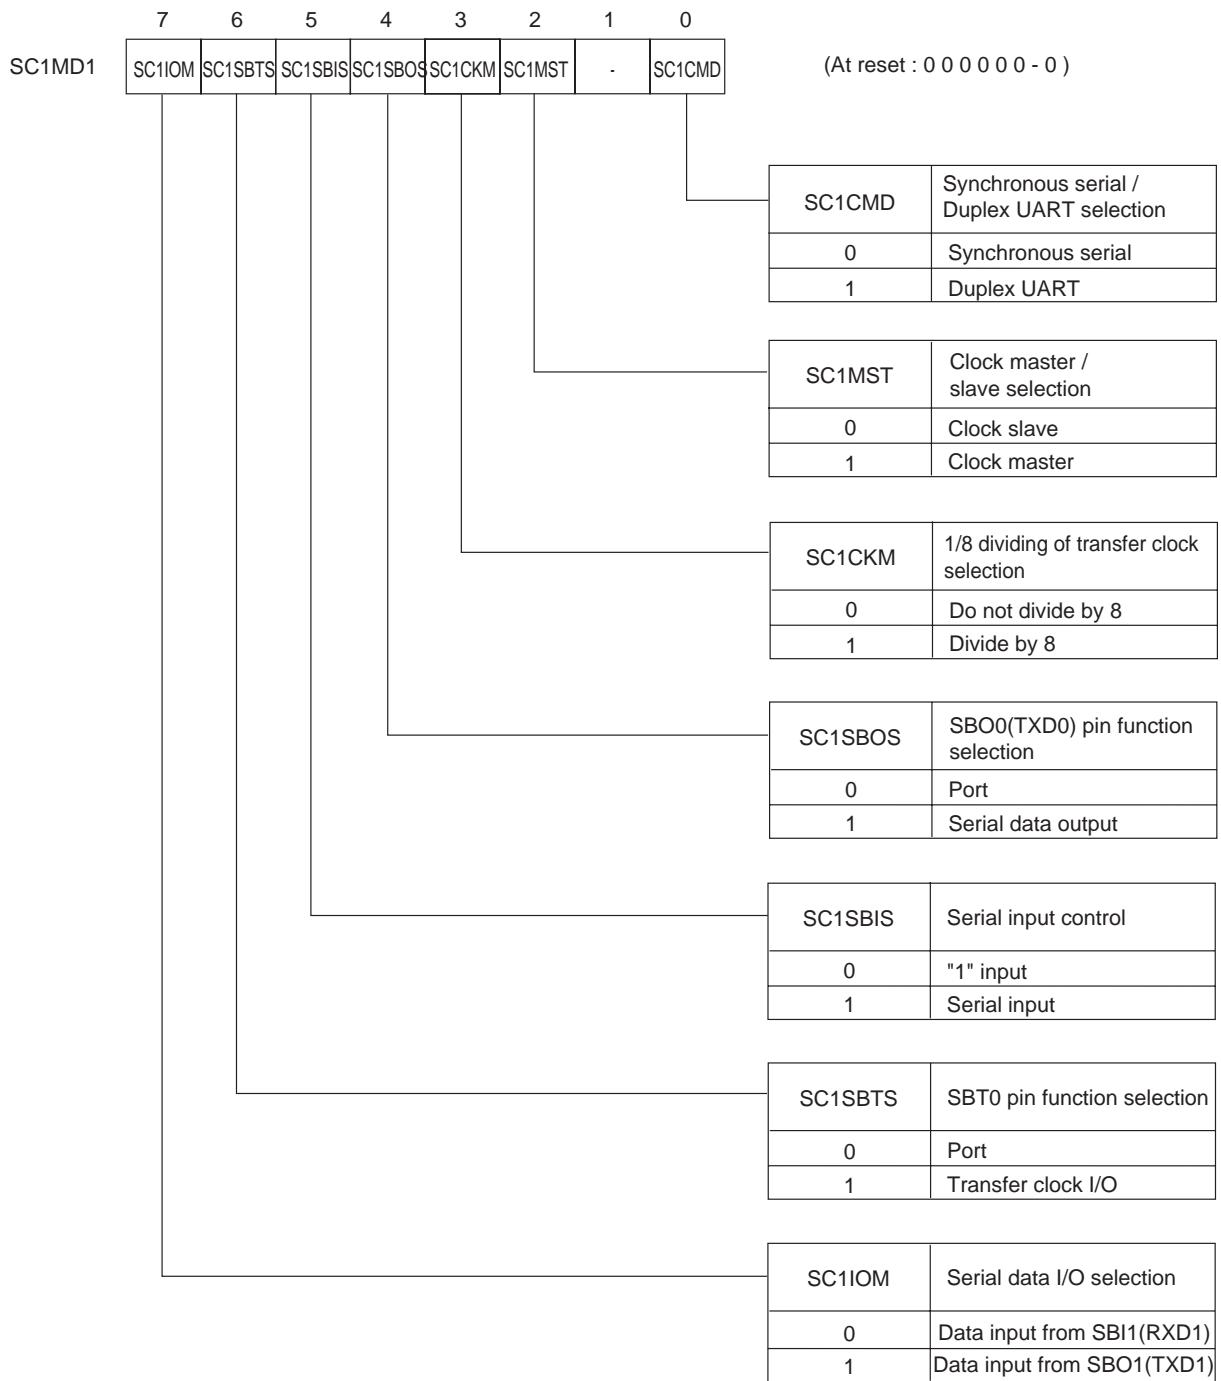 7 6 5 4 3 2 1 0
SC1MD1 SC1IOM SC1SBTS SC1SBIS SC1SBOS SC1CKM SC1MST - SC1CMD (At reset : 0 0 0 0 0 0 - 0 )
SC1CMD Synchronous serial /
Duplex UART selection
0 Synchronous serial
1 Duplex UART
SC1MST Clock master /
slave selection
0 Clock slave
1 Clock master
SC1CKM 1/8 dividing of transfer clock
selection
0 Do not divide by 8
1 Divide by 8
SC1SBOS SBO0(TXD0) pin function
selection
0 Port
1 Serial data output
SC1SBIS Serial input control
0 "1" input
1 Serial input
SC1SBTS SBT0 pin function selection
0 Port
1 Transfer clock I/O
SC1IOM Serial data I/O selection
0 Data input from SBI1(RXD1)
1 Data input from SBO1(TXD1)